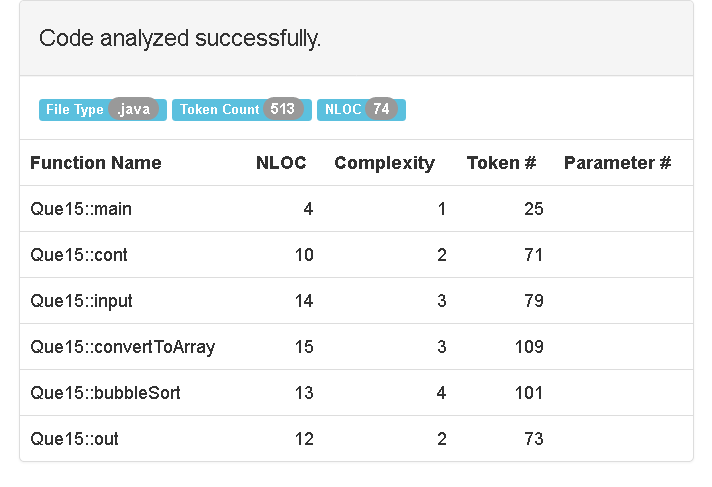 Code analyzed successfully.
File Type .java Token Count 513 NLOC 74
Function Name NLOC Complexity Token # Parameter #
Que15::main 4 1 25
Que15::cont 10 2 71
Que15::input 14 3 79
Que15::convertToArray 15 3 109
Que15::bubbleSort 13 4 101
Que15::out 12 2 73